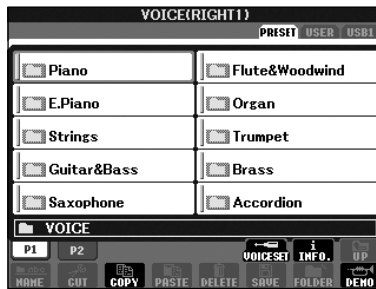 VOICE(RIGHT1)
PRESET USER USB1
Piano
Flute&Woodwind
E.Piano
Organ
Strings
Trumpet
Guitar&Bass
Brass
Saxophone
Accordion
VOICE
P1 P2
VOICESET INFO. UP
NAME CUT COPY PASTE DELETE SAVE FOLDER DEMO